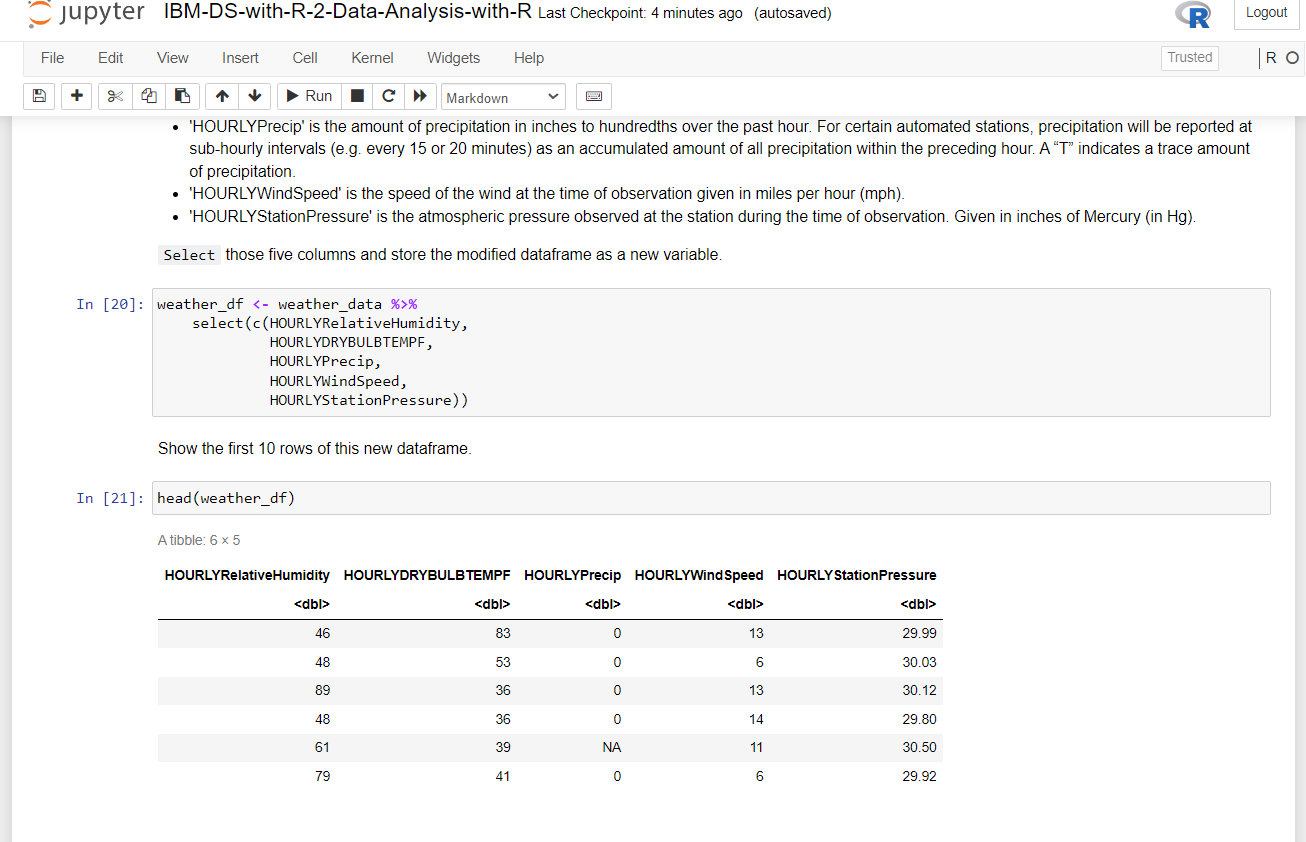 jupyter IBM-DS-with-R-2-Data-Analysis-with-R Last Checkpoint: 4 minutes ago (autosaved) R Logout
File Edit View Insert Cell Kernel Widgets Help Trusted R
Run Markdown
• 'HOURLYPrecip' is the amount of precipitation in inches to hundredths over the past hour. For certain automated stations, precipitation will be reported at
sub-hourly intervals (e.g. every 15 or 20 minutes) as an accumulated amount of all precipitation within the preceding hour. A “T” indicates a trace amount
of precipitation.
• 'HOURLYWindSpeed' is the speed of the wind at the time of observation given in miles per hour (mph).
• 'HOURLYStationPressure' is the atmospheric pressure observed at the station during the time of observation. Given in inches of Mercury (in Hg).
Select those five columns and store the modified dataframe as a new variable.
In [20]: weather_df <- weather_data %>%
select(c(HOURLYRelativeHumidity,
HOURLYDRYBULBTEMPF,
HOURLYPrecip,
HOURLYWindSpeed,
HOURLYStationPressure))
Show the first 10 rows of this new dataframe.
In [21]: head(weather_df)
A tibble: 6 × 5
HOURLYRelativeHumidity HOURLYDRYBULBTEMPF HOURLYPrecip HOURLYWindSpeed HOURLYStationPressure
<dbl> <dbl> <dbl> <dbl> <dbl>
46 83 0 13 29.99
48 53 0 6 30.03
89 36 0 13 30.12
48 36 0 14 29.80
61 39 NA 11 30.50
79 41 0 6 29.92